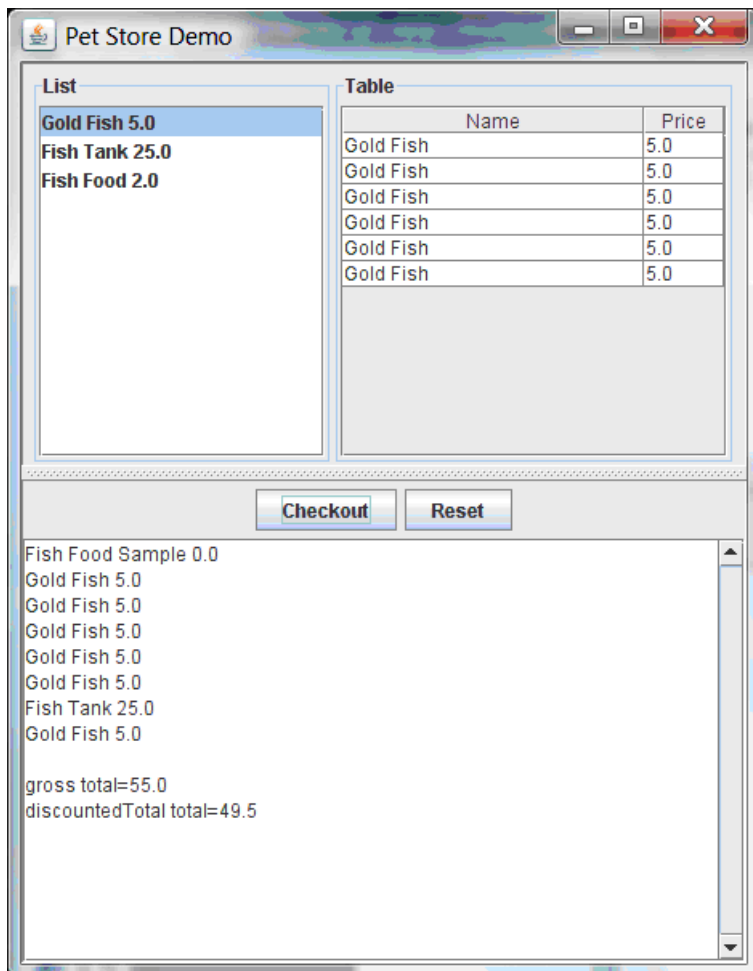 Pet Store Demo
List
Gold Fish 5.0
Fish Tank 25.0
Fish Food 2.0
Table
Name Price
Gold Fish 5.0
Gold Fish 5.0
Gold Fish 5.0
Gold Fish 5.0
Gold Fish 5.0
Gold Fish 5.0
Checkout Reset
Fish Food Sample 0.0
Gold Fish 5.0
Gold Fish 5.0
Gold Fish 5.0
Gold Fish 5.0
Gold Fish 5.0
Fish Tank 25.0
Gold Fish 5.0
gross total=55.0
discountedTotal total=49.5